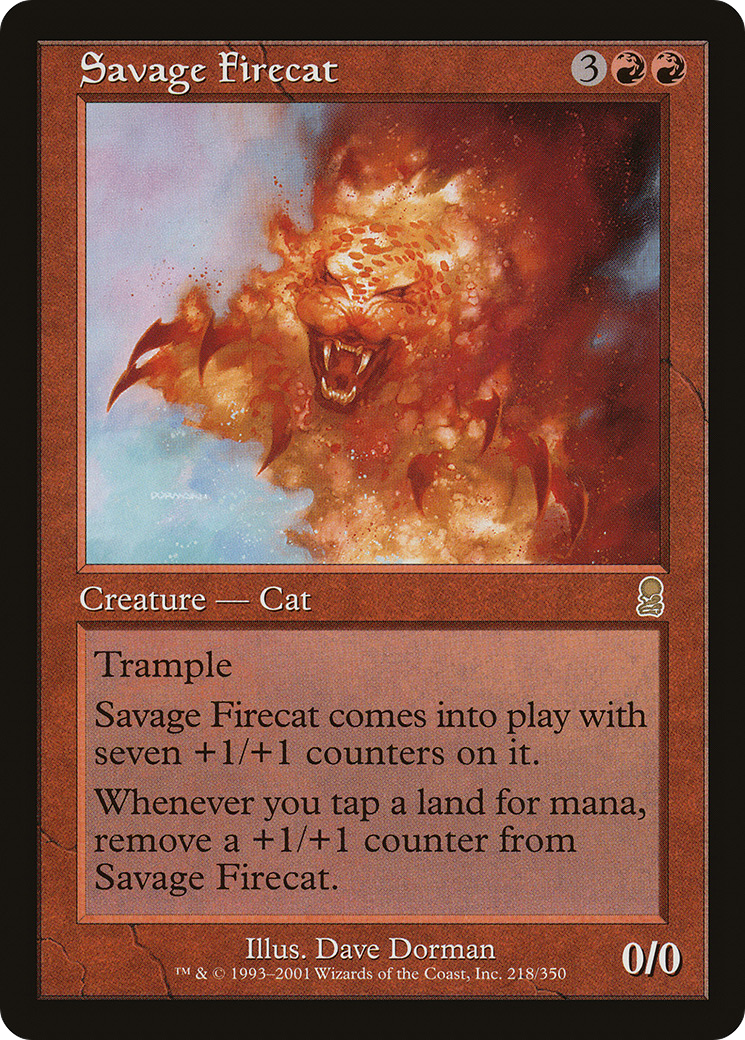 Savage Firecat 3
Creature — Cat
Trample
Savage Firecat comes into play with
seven +1/+1 counters on it.
Whenever you tap a land for mana,
remove a +1/+1 counter from
Savage Firecat.
Illus. Dave Dorman
™ & © 1993–2001 Wizards of the Coast, Inc. 218/350
0/0